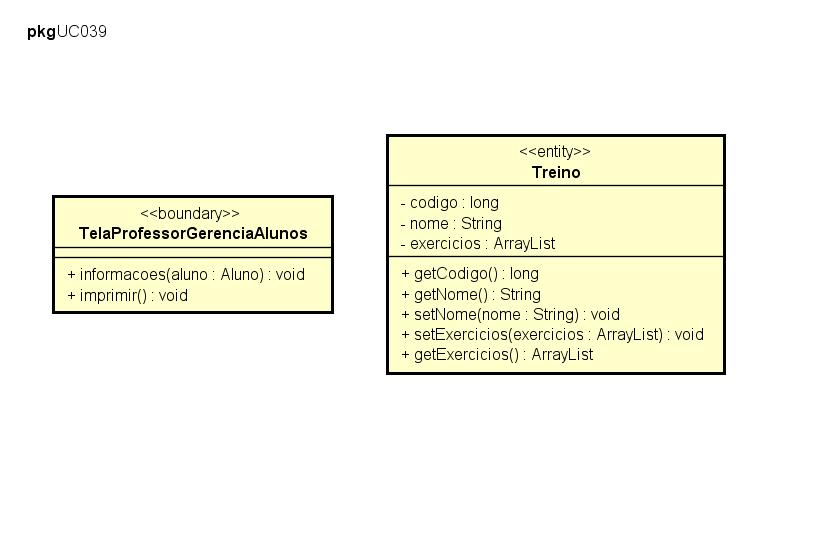 pkgUC039
<<boundary>>
TelaProfessorGerenciaAlunos
+ informacoes(aluno : Aluno) : void
+ imprimir() : void
<<entity>>
Treino
- codigo : long
- nome : String
- exercicios : ArrayList
+ getCodigo() : long
+ getNome() : String
+ setNome(nome : String) : void
+ setExercicios(exercicios : ArrayList) : void
+ getExercicios() : ArrayList